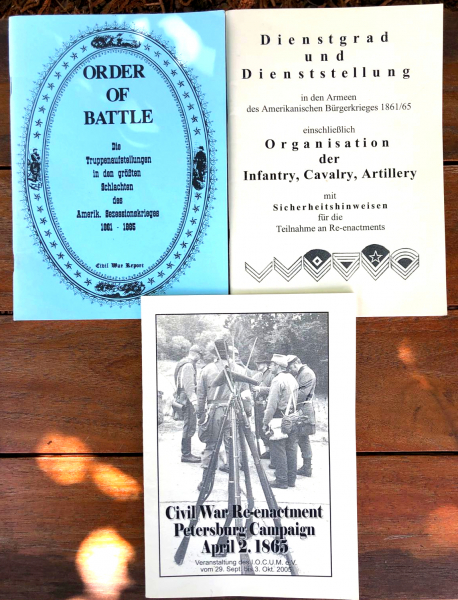 ORDER
OF
BATTLE
Die
Truppenaufstellungen
in den größten
Schlachten
des
Amerik. Sezessionskrieges
1861 - 1865
Civil War Report
Dienstgrad
und
Dienststellung
in den Armeen
des Amerikanischen Bürgerkrieges 1861/65
einschließlich
Organisation
der
Infantry, Cavalry, Artillery
mit
Sicherheitshinweisen
für die
Teilnahme an Re-enactments
Civil War Re-enactment
Petersburg Campaign
April 2. 1865
Veranstaltung des J.O.C.U.M. e.V.
vom 29. Sept. bis 3. Okt. 2005